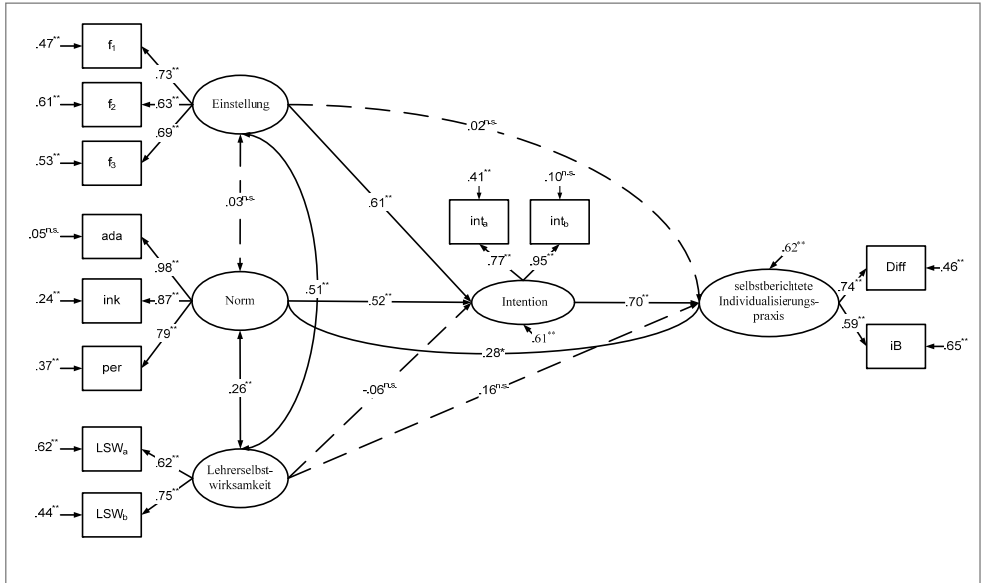 .47**
f1
.73**
.61**
f2
.63**
.53**
f3
.69**
Einstellung
.02n.s.
.03n.s.
.61**
.41**
.10n.s.
inta
intb
.77**
.95**
.05n.s.
ada
.98**
.24**
ink
.87**
.37**
per
.79**
Norm
.51**
.52**
Intention
.61**
.70**
.62**
selbstberichtete
Individualisierungs-
praxis
.74**
Diff
.46**
.59**
iB
.65**
.28*
.26**
-.06n.s.
.16n.s.
.62**
LSWa
.62**
.44**
LSWb
.75**
Lehrerselbst-
wirksamkeit